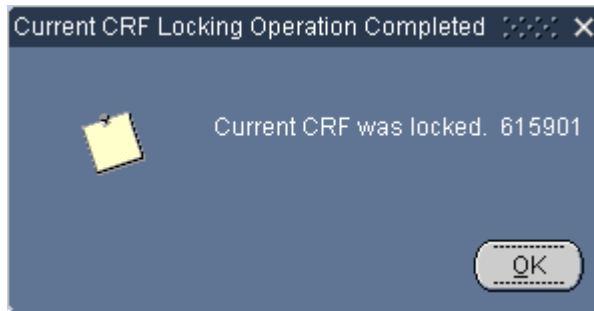 Current CRF Locking Operation Completed
Current CRF was locked. 615901
OK